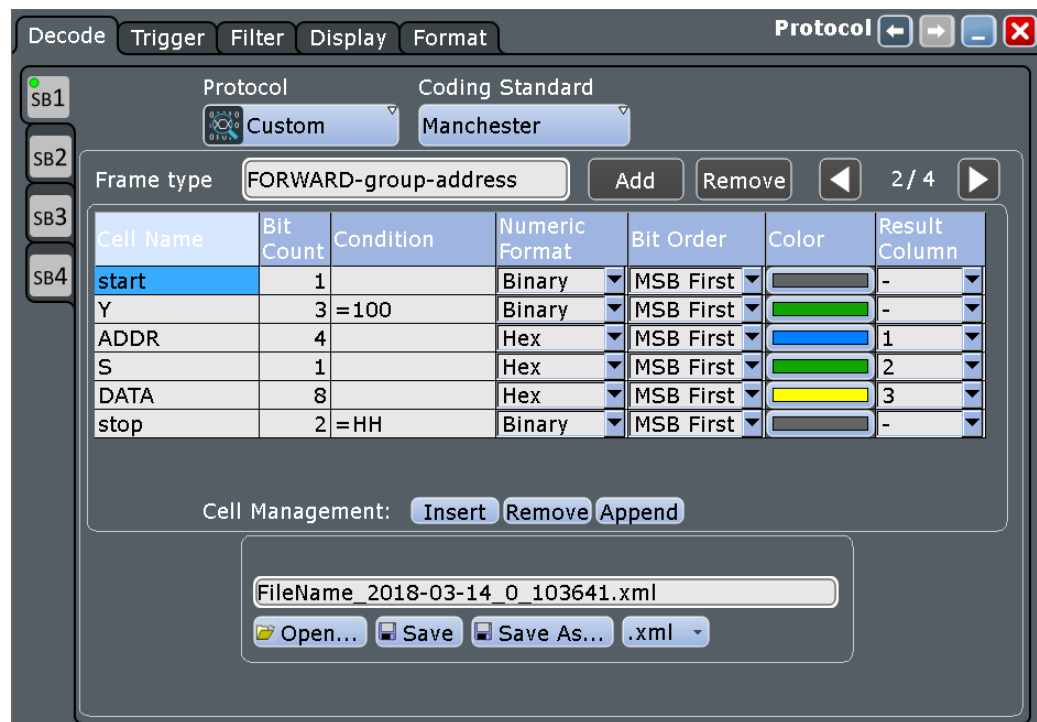 Decode Trigger Filter Display Format Protocol
SB1
SB2
SB3
SB4
Protocol Coding Standard
Custom Manchester
Frame type FORWARD-group-address Add Remove 2/ 4
Cell Name Bit Count Condition Numeric Format Bit Order Color Result Column
start 1 Binary MSB First -
Y 3 =100 Binary MSB First -
ADDR 4 Hex MSB First 1
S 1 Hex MSB First 2
DATA 8 Hex MSB First 3
stop 2 =HH Binary MSB First -
Cell Management: Insert Remove Append
FileName_2018-03-14_0_103641.xml
Open... Save Save As... .xml